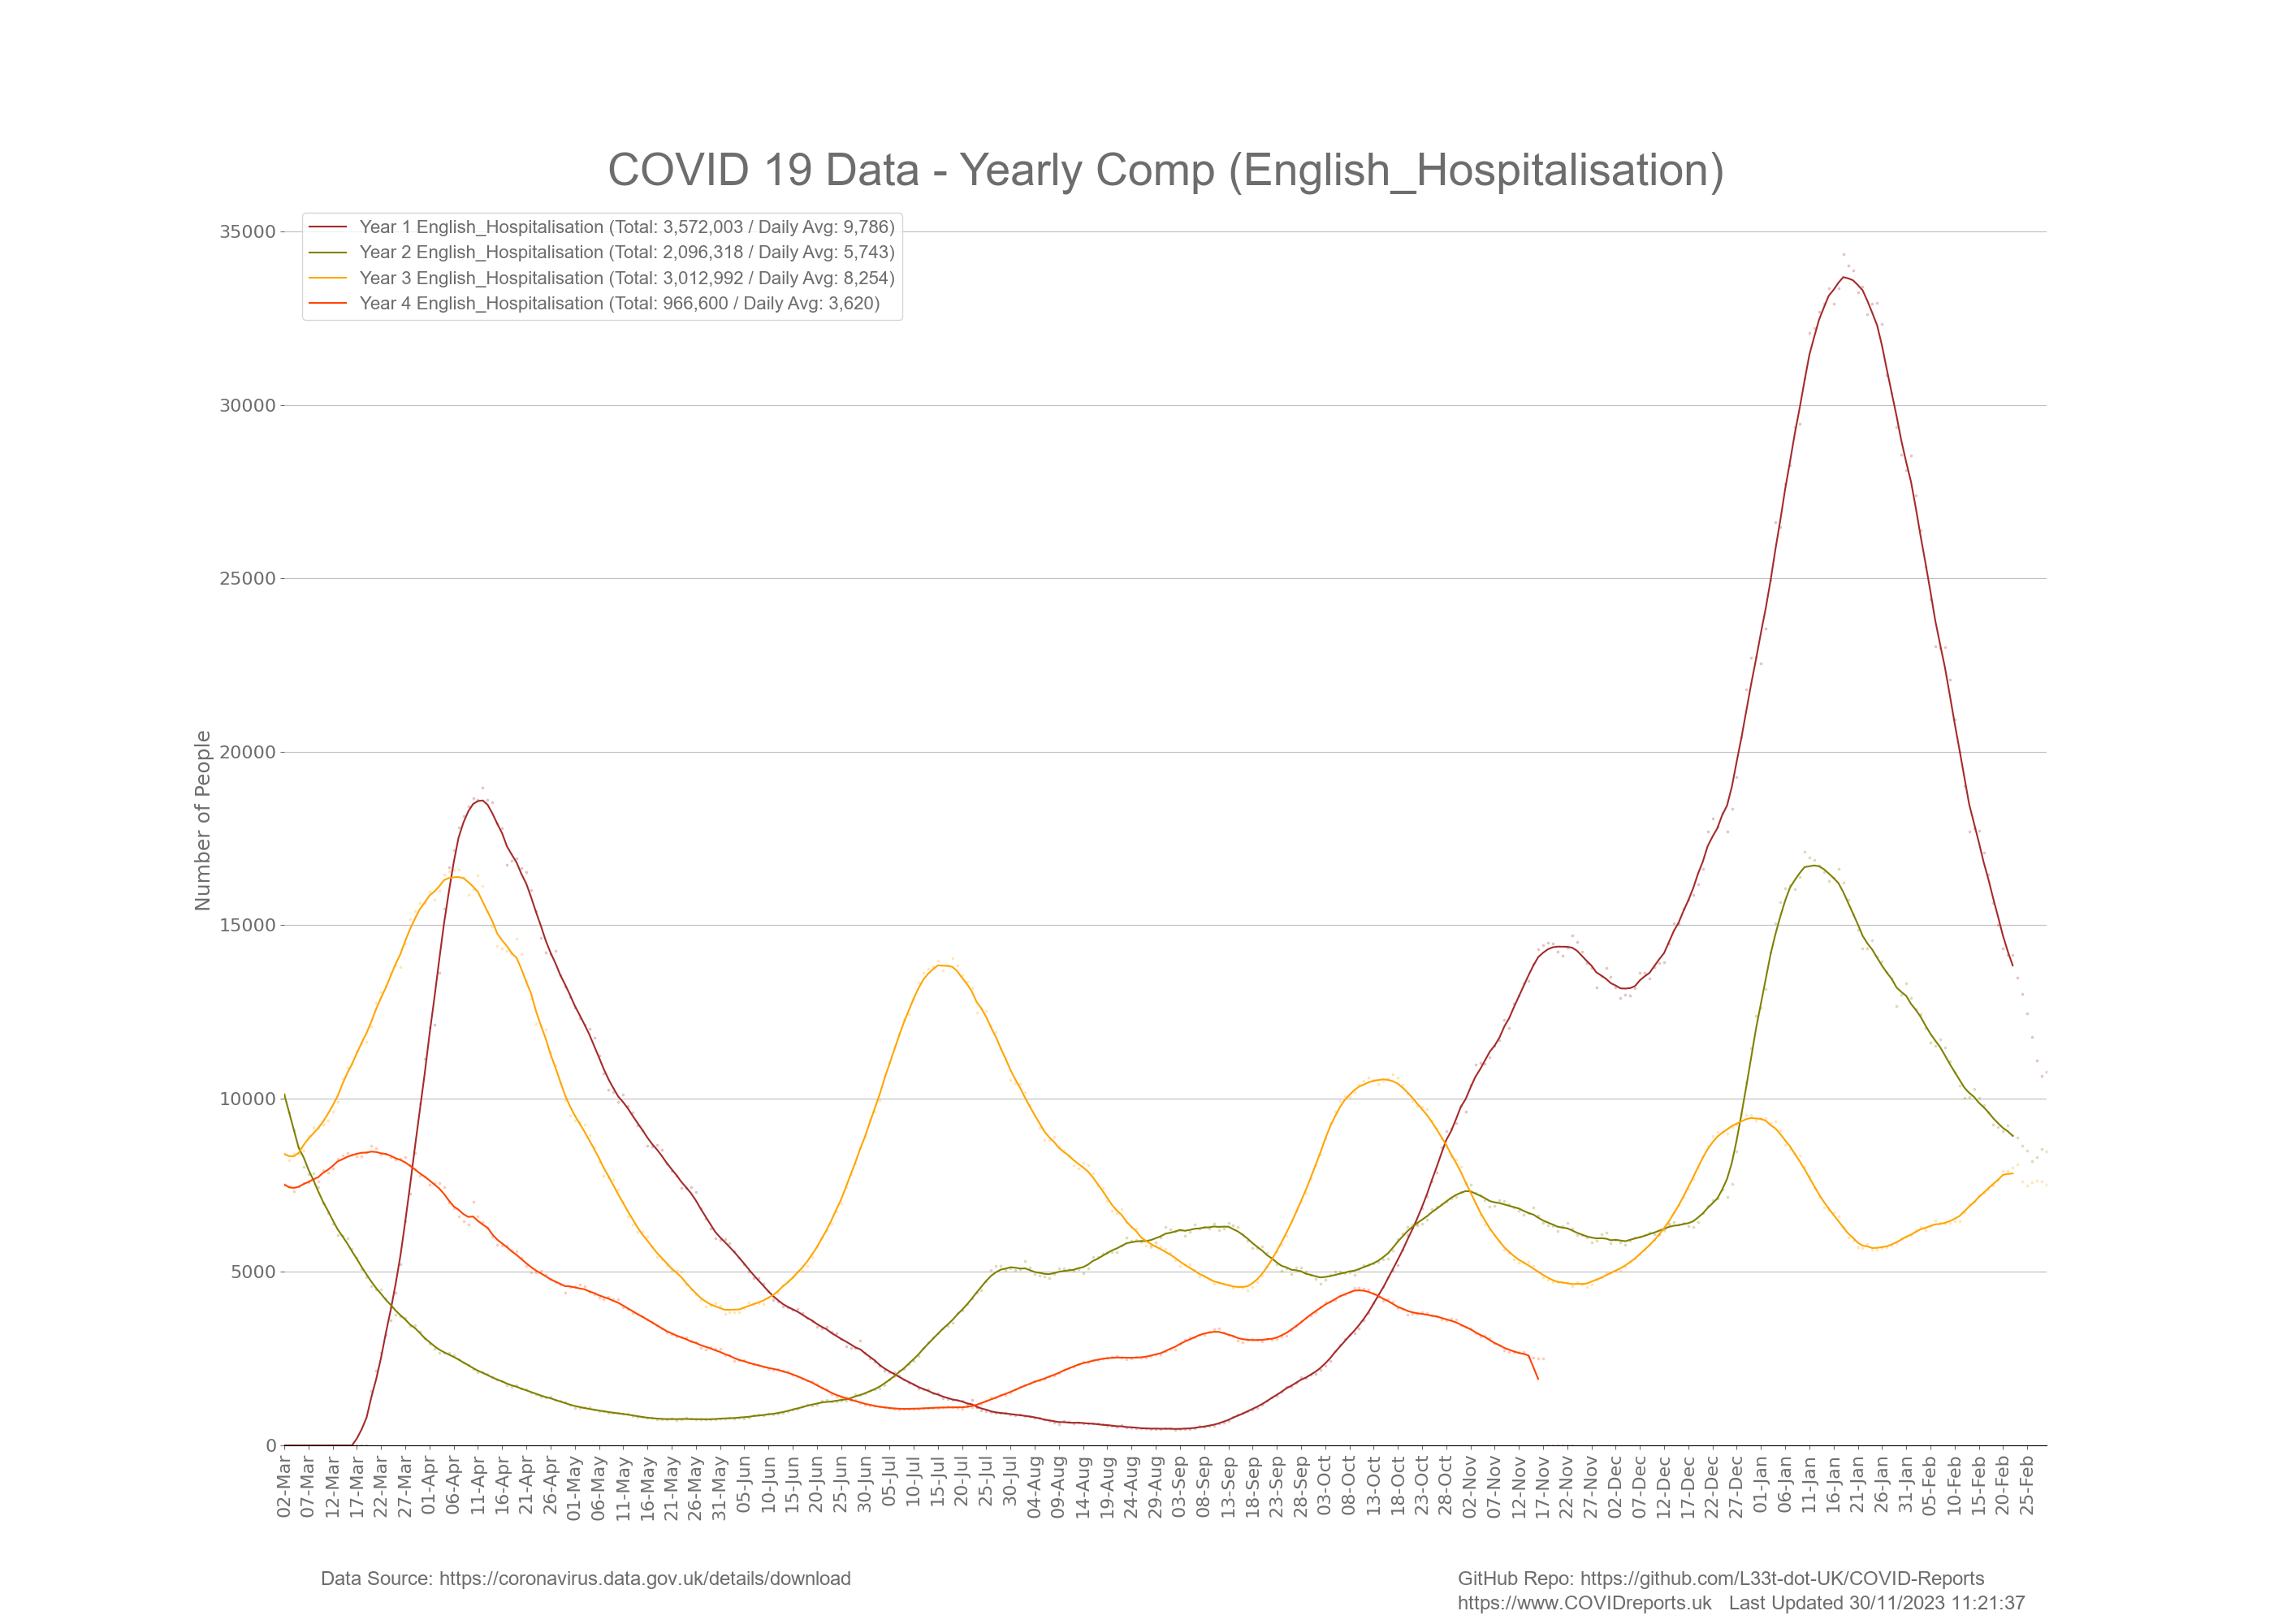 COVID 19 Data - Yearly Comp (English_Hospitalisation)
Year 1 English_Hospitalisation (Total: 3,572,003 / Daily Avg: 9,786)
Year 2 English_Hospitalisation (Total: 2,096,318 / Daily Avg: 5,743)
Year 3 English_Hospitalisation (Total: 3,012,992 / Daily Avg: 8,254)
Year 4 English_Hospitalisation (Total: 966,600 / Daily Avg: 3,620)
Number of People
35000
30000
25000
20000
15000
10000
5000
0
02-Mar
07-Mar
12-Mar
17-Mar
22-Mar
27-Mar
01-Apr
06-Apr
11-Apr
16-Apr
21-Apr
26-Apr
01-May
06-May
11-May
16-May
21-May
26-May
31-May
05-Jun
10-Jun
15-Jun
20-Jun
25-Jun
30-Jun
05-Jul
10-Jul
15-Jul
20-Jul
25-Jul
30-Jul
04-Aug
09-Aug
14-Aug
19-Aug
24-Aug
29-Aug
03-Sep
08-Sep
13-Sep
18-Sep
23-Sep
28-Sep
03-Oct
08-Oct
13-Oct
18-Oct
23-Oct
28-Oct
02-Nov
07-Nov
12-Nov
17-Nov
22-Nov
27-Nov
02-Dec
07-Dec
12-Dec
17-Dec
22-Dec
27-Dec
01-Jan
06-Jan
11-Jan
16-Jan
21-Jan
26-Jan
31-Jan
05-Feb
10-Feb
15-Feb
20-Feb
25-Feb
Data Source: https://coronavirus.data.gov.uk/details/download
GitHub Repo: https://github.com/L33t-dot-UK/COVID-Reports
https://www.COVIDreports.uk   Last Updated 30/11/2023 11:21:37